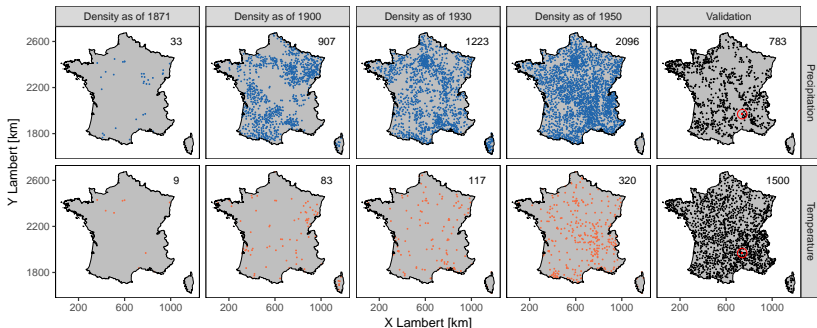 Density as of 1871 Density as of 1900 Density as of 1930 Density as of 1950 Validation
2600 33 907 1223 2096 783
2200
1800
Precipitation
2600 9 83 117 320 1500
2200
1800
Temperature
Y Lambert [km]
200 600 1000 200 600 1000 200 600 1000 200 600 1000 200 600 1000
X Lambert [km]